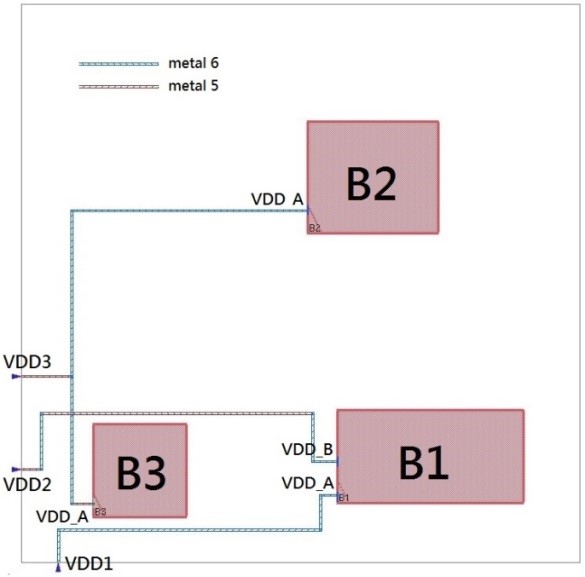 metal 6
metal 5
B2
VDD_A
B2
VDD3
VDD_B
B1
B3
VDD2
VDD_A
B1
B3
VDD_A
VDD1